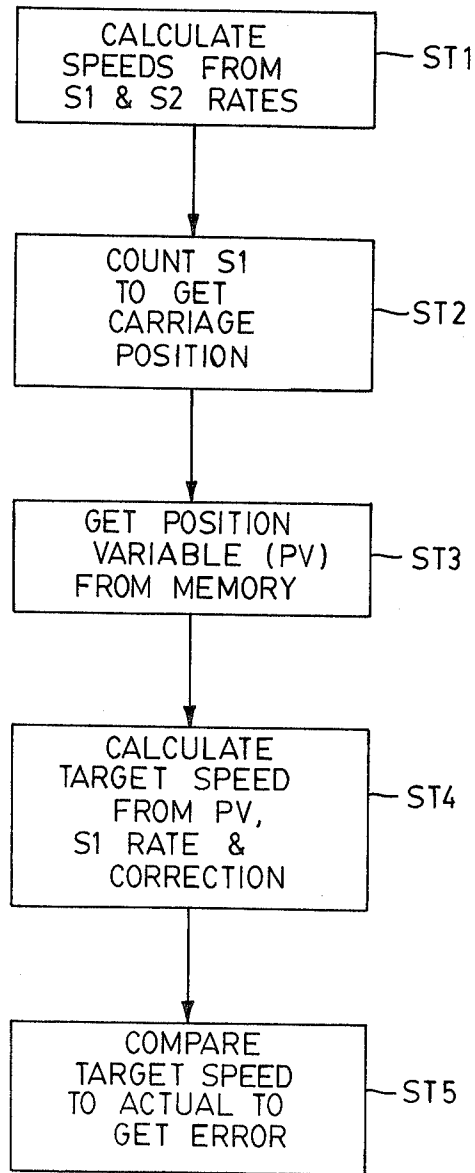 CALCULATE
SPEEDS FROM
S1 & S2 RATES
ST1
COUNT S1
TO GET
CARRIAGE
POSITION
ST2
GET POSITION
VARIABLE (PV)
FROM MEMORY
ST3
CALCULATE
TARGET SPEED
FROM PV,
S1 RATE &
CORRECTION
ST4
COMPARE
TARGET SPEED
TO ACTUAL TO
GET ERROR
ST5